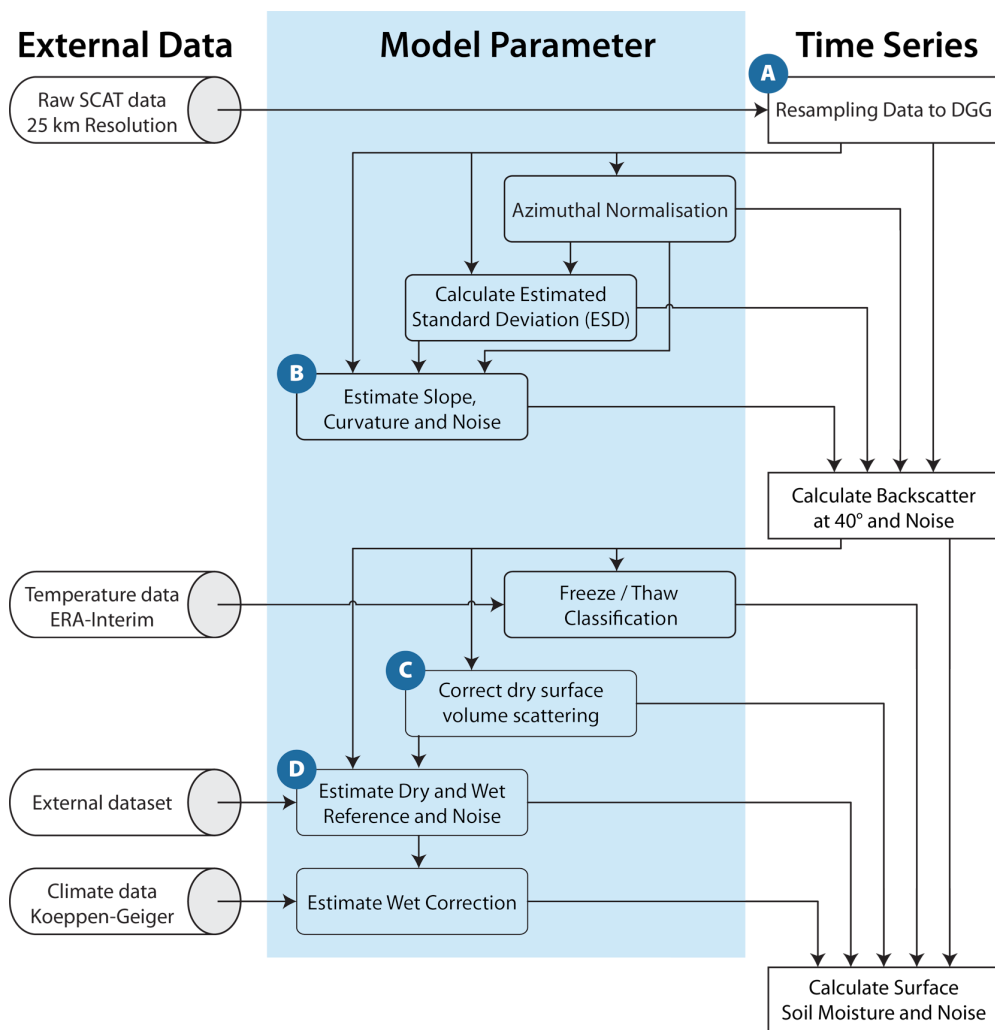 External Data
Model Parameter
Time Series
A
Raw SCAT data
25 km Resolution
Resampling Data to DGG
Azimuthal Normalisation
Calculate Estimated
Standard Deviation (ESD)
B
Estimate Slope,
Curvature and Noise
Calculate Backscatter
at 40° and Noise
Temperature data
ERA-Interim
Freeze / Thaw
Classification
C
Correct dry surface
volume scattering
D
External dataset
Estimate Dry and Wet
Reference and Noise
Climate data
Koeppen-Geiger
Estimate Wet Correction
Calculate Surface
Soil Moisture and Noise